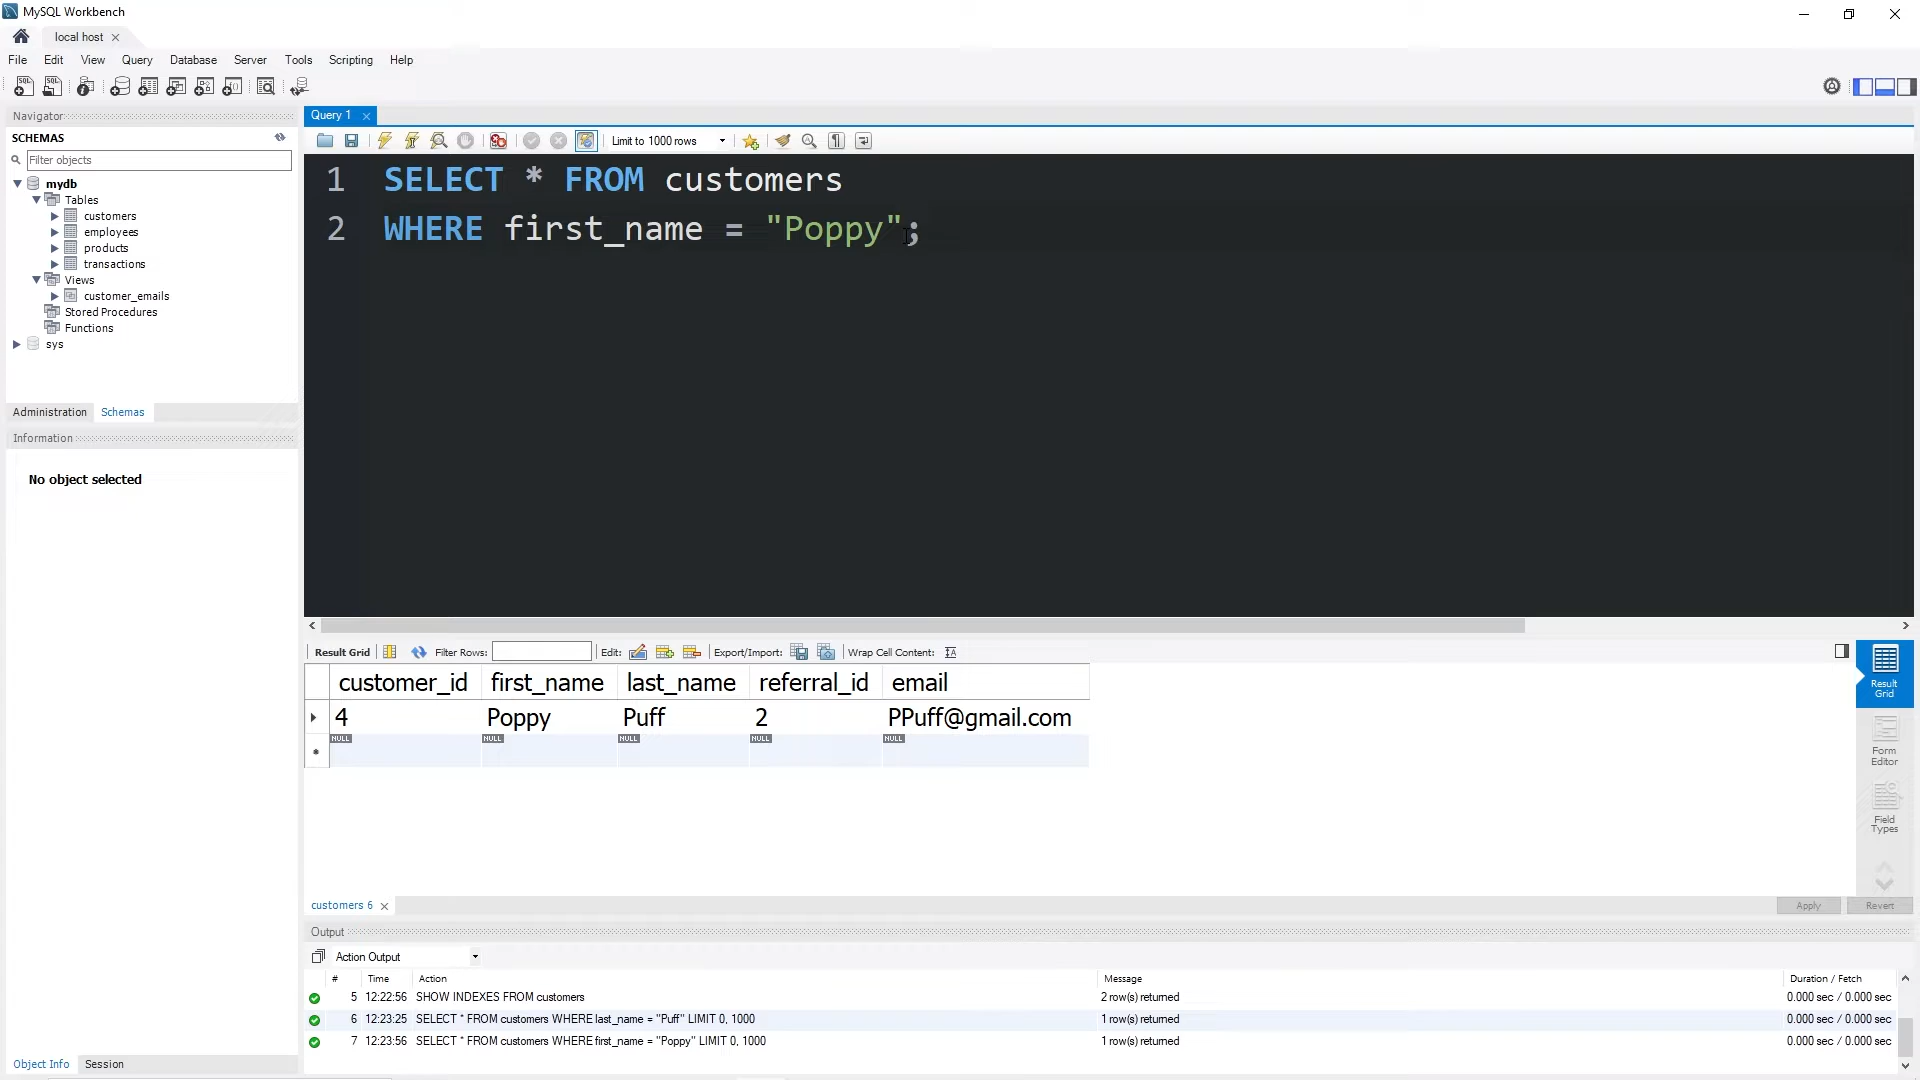 MySQL Workbench
local host
File Edit View Query Database Server Tools Scripting Help
Navigator
SCHEMAS
Filter objects
mydb
Tables
customers
employees
products
transactions
Views
customer_emails
Stored Procedures
Functions
sys
Administration Schemas
Information
No object selected
Object Info Session
Query 1
Limit to 1000 rows
1 SELECT * FROM customers
2 WHERE first_name = "Poppy";
Result Grid Filter Rows: Edit: Export/Import: Wrap Cell Content:
customer_id first_name last_name referral_id email
4 Poppy Puff 2 PPuff@gmail.com
NULL NULL NULL NULL NULL
Result Grid
Form Editor
Field Types
customers 6
Apply Revert
Output
Action Output
# Time Action Message Duration / Fetch
5 12:22:56 SHOW INDEXES FROM customers 2 row(s) returned 0.000 sec / 0.000 sec
6 12:23:25 SELECT * FROM customers WHERE last_name = "Puff" LIMIT 0, 1000 1 row(s) returned 0.000 sec / 0.000 sec
7 12:23:56 SELECT * FROM customers WHERE first_name = "Poppy" LIMIT 0, 1000 1 row(s) returned 0.000 sec / 0.000 sec